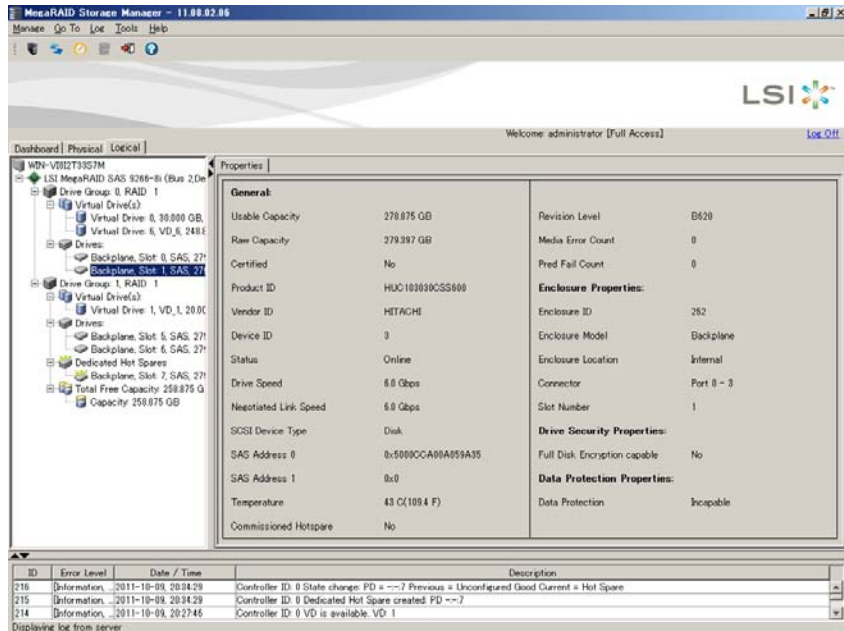 MegaRAID Storage Manager - 11.08.02.06
Manage Go To Log Tools Help
LSI
Welcome: administrator [Full Access] Log Off
Dashboard Physical Logical
WIN-VI8I2T33S7M
LSI MegaRAID SAS 9266-8i (Bus 2,De
Drive Group: 0, RAID 1
Virtual Drive(s):
Virtual Drive: 0, 30.000 GB,
Virtual Drive: 6, VD_6, 248.8
Drives:
Backplane, Slot: 0, SAS, 27
Backplane, Slot: 1, SAS, 27
Drive Group: 1, RAID 1
Virtual Drive(s):
Virtual Drive: 1, VD_1, 20.00
Drives:
Backplane, Slot: 5, SAS, 27
Backplane, Slot: 6, SAS, 27
Dedicated Hot Spares
Backplane, Slot: 7, SAS, 27
Total Free Capacity: 258.875 G
Capacity: 258.875 GB
Properties
General:
Usable Capacity 278.875 GB
Raw Capacity 279.397 GB
Certified No
Product ID HUC103030CSS600
Vendor ID HITACHI
Device ID 3
Status Online
Drive Speed 6.0 Gbps
Negotiated Link Speed 6.0 Gbps
SCSI Device Type Disk
SAS Address 0 0x5000CCA00A059A35
SAS Address 1 0x0
Temperature 43 C(109.4 F)
Commissioned Hotspare No
Revision Level B620
Media Error Count 0
Pred Fail Count 0
Enclosure Properties:
Enclosure ID 252
Enclosure Model Backplane
Enclosure Location Internal
Connector Port 0 - 3
Slot Number 1
Drive Security Properties:
Full Disk Encryption capable No
Data Protection Properties:
Data Protection Incapable
ID Error Level Date / Time Description
216 [Information, ... 2011-10-09, 20:34:29 Controller ID: 0 State change: PD = -:-:7 Previous = Unconfigured Good Current = Hot Spare
215 [Information, ... 2011-10-09, 20:34:29 Controller ID: 0 Dedicated Hot Spare created: PD -:-:7
214 [Information, ... 2011-10-09, 20:27:46 Controller ID: 0 VD is available. VD: 1
Displaying log from server